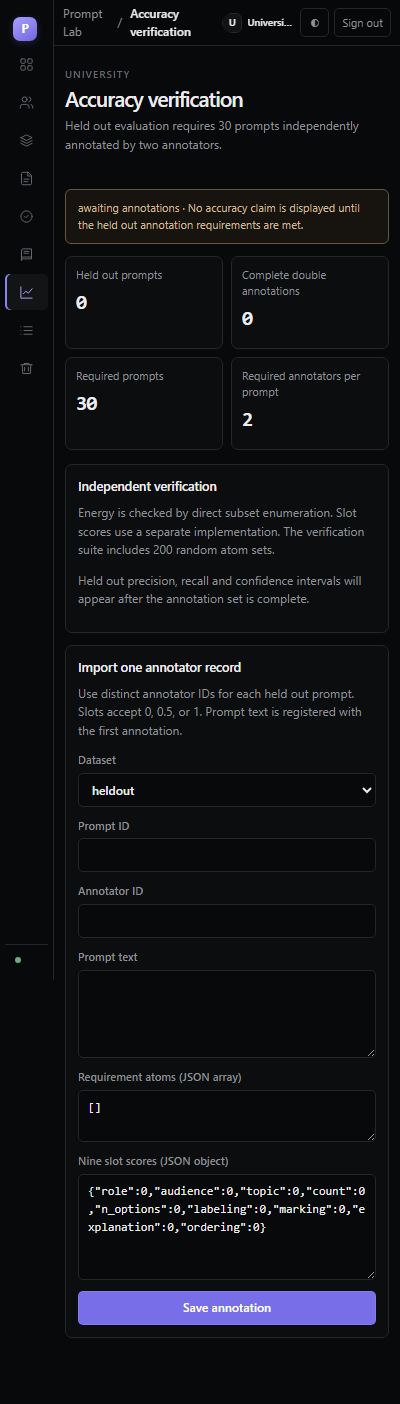 P
Prompt Lab / Accuracy verification
U Universi... Sign out
UNIVERSITY
Accuracy verification
Held out evaluation requires 30 prompts independently
annotated by two annotators.
awaiting annotations · No accuracy claim is displayed until
the held out annotation requirements are met.
Held out prompts
0
Complete double
annotations
0
Required prompts
30
Required annotators per
prompt
2
Independent verification
Energy is checked by direct subset enumeration. Slot
scores use a separate implementation. The verification
suite includes 200 random atom sets.
Held out precision, recall and confidence intervals will
appear after the annotation set is complete.
Import one annotator record
Use distinct annotator IDs for each held out prompt.
Slots accept 0, 0.5, or 1. Prompt text is registered with
the first annotation.
Dataset
heldout
Prompt ID
Annotator ID
Prompt text
Requirement atoms (JSON array)
[]
Nine slot scores (JSON object)
{"role":0,"audience":0,"topic":0,"count":0
,"n_options":0,"labeling":0,"marking":0,"e
xplanation":0,"ordering":0}
Save annotation